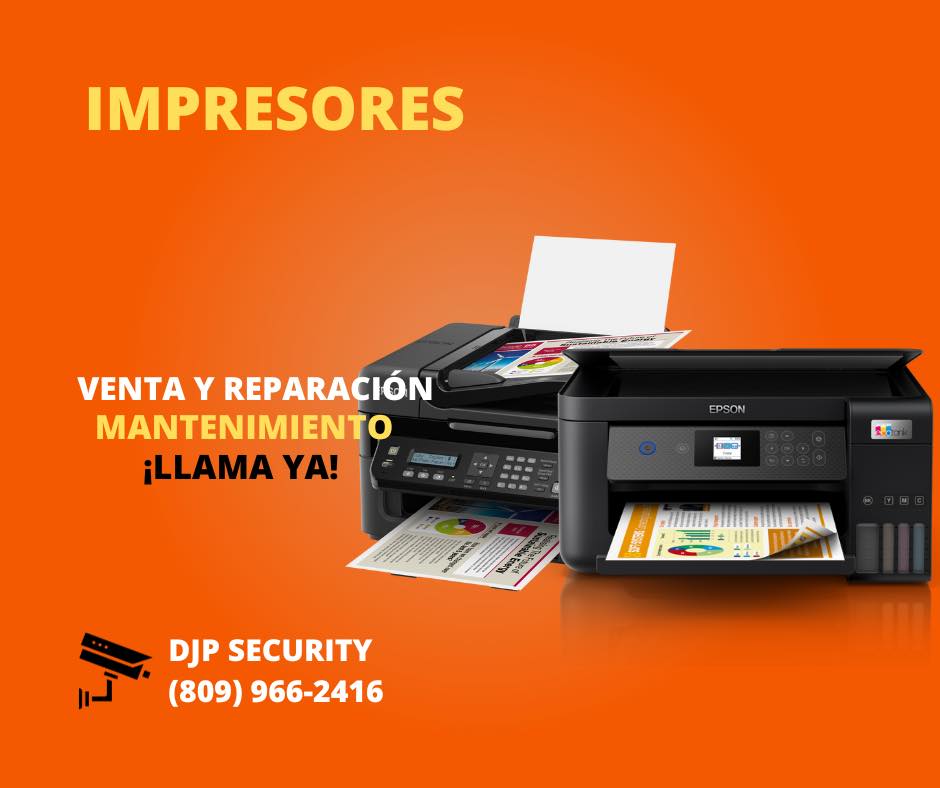 IMPRESORES
VENTA Y REPARACIÓN
MANTENIMIENTO
¡LLAMA YA!
EPSON
DJP SECURITY
(809) 966-2416